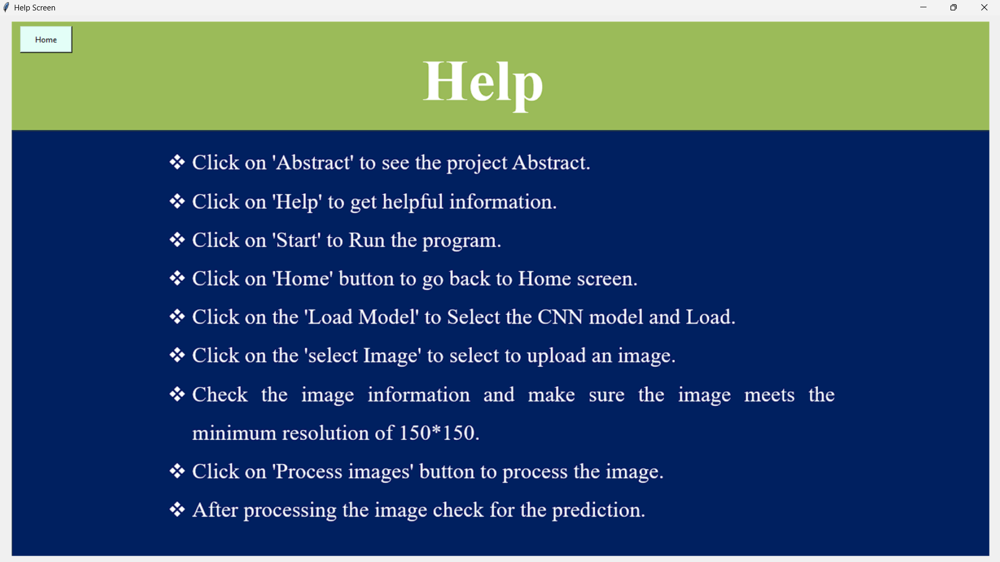 Help Screen
Home
Help
❖ Click on 'Abstract' to see the project Abstract.
❖ Click on 'Help' to get helpful information.
❖ Click on 'Start' to Run the program.
❖ Click on 'Home' button to go back to Home screen.
❖ Click on the 'Load Model' to Select the CNN model and Load.
❖ Click on the 'select Image' to select to upload an image.
❖ Check the image information and make sure the image meets the
minimum resolution of 150*150.
❖ Click on 'Process images' button to process the image.
❖ After processing the image check for the prediction.